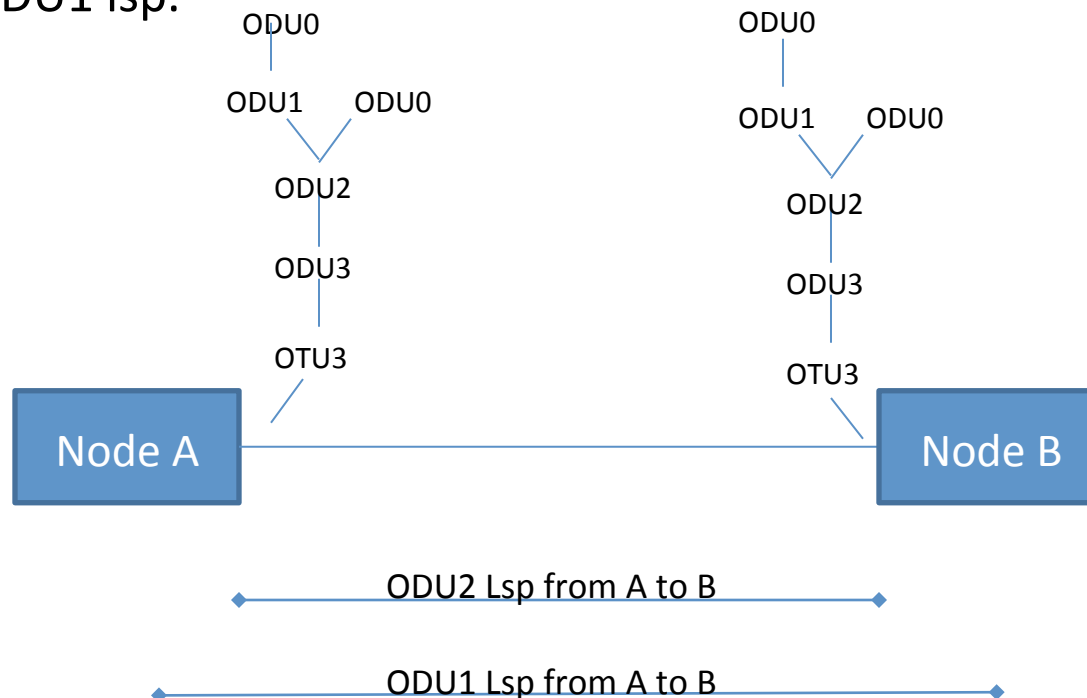 lsp.
ODU0
ODU0
ODU1 ODU0
ODU1 ODU0
ODU2
ODU2
ODU3
ODU3
OTU3
OTU3
Node A
Node B
ODU2 Lsp from A to B
ODU1 Lsp from A to B